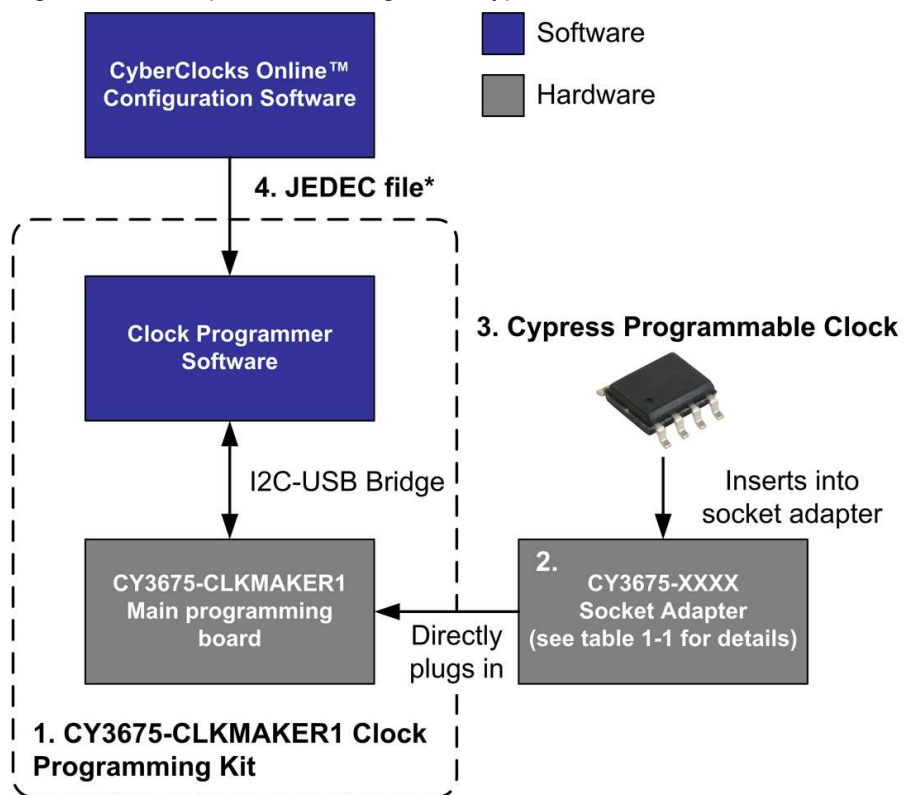 Software
Hardware
CyberClocks Online™
Configuration Software
4. JEDEC file*
Clock Programmer
Software
3. Cypress Programmable Clock
I2C-USB Bridge
Inserts into
socket adapter
CY3675-CLKMAKER1
Main programming
board
2.
CY3675-XXXX
Socket Adapter
(see table 1-1 for details)
Directly
plugs in
1. CY3675-CLKMAKER1 Clock
Programming Kit